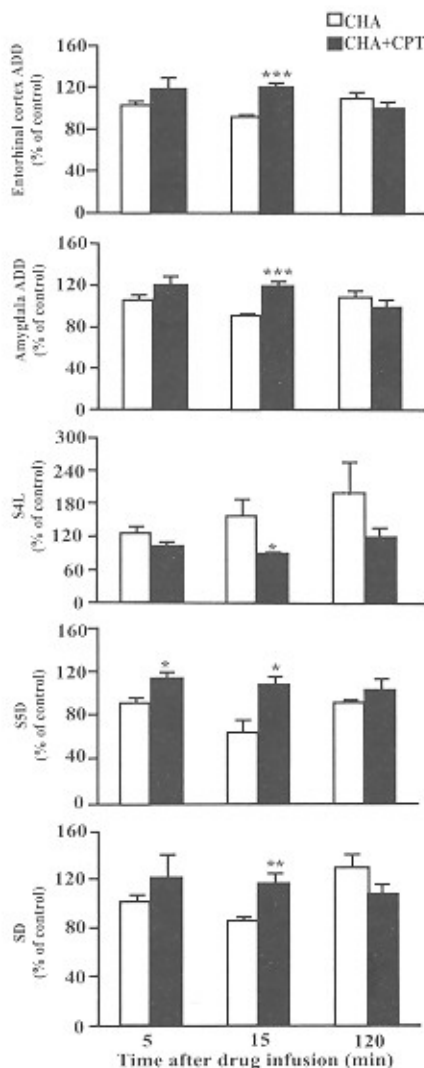 CHA
CHA+CPT
Entorhinal cortex ADD
(% of control)
160
120
80
40
0
***
Amygdala ADD
(% of control)
160
120
80
40
0
***
S4L
(% of control)
300
240
180
120
60
0
*
S5D
(% of control)
160
120
80
40
0
*
*
SD
(% of control)
160
120
80
40
0
**
5
15
120
Time after drug infusion (min)